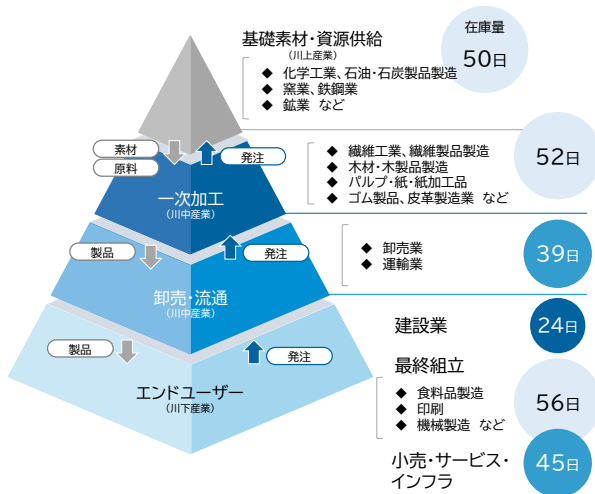 基礎素材・資源供給
（川上産業）
◆ 化学工業、石油・石炭製品製造
◆ 窯業、鉄鋼業
◆ 鉱業 など
在庫量
50日
素材
原料
発注
一次加工
（川中産業）
◆ 繊維工業、繊維製品製造
◆ 木材・木製品製造
◆ パルプ・紙・紙加工品
◆ ゴム製品、皮革製造業 など
52日
製品
発注
卸売・流通
（川中産業）
◆ 卸売業
◆ 運輸業
39日
製品
発注
エンドユーザー
（川下産業）
建設業
24日
最終組立
◆ 食料品製造
◆ 印刷
◆ 機械製造 など
56日
小売・サービス・
インフラ
45日